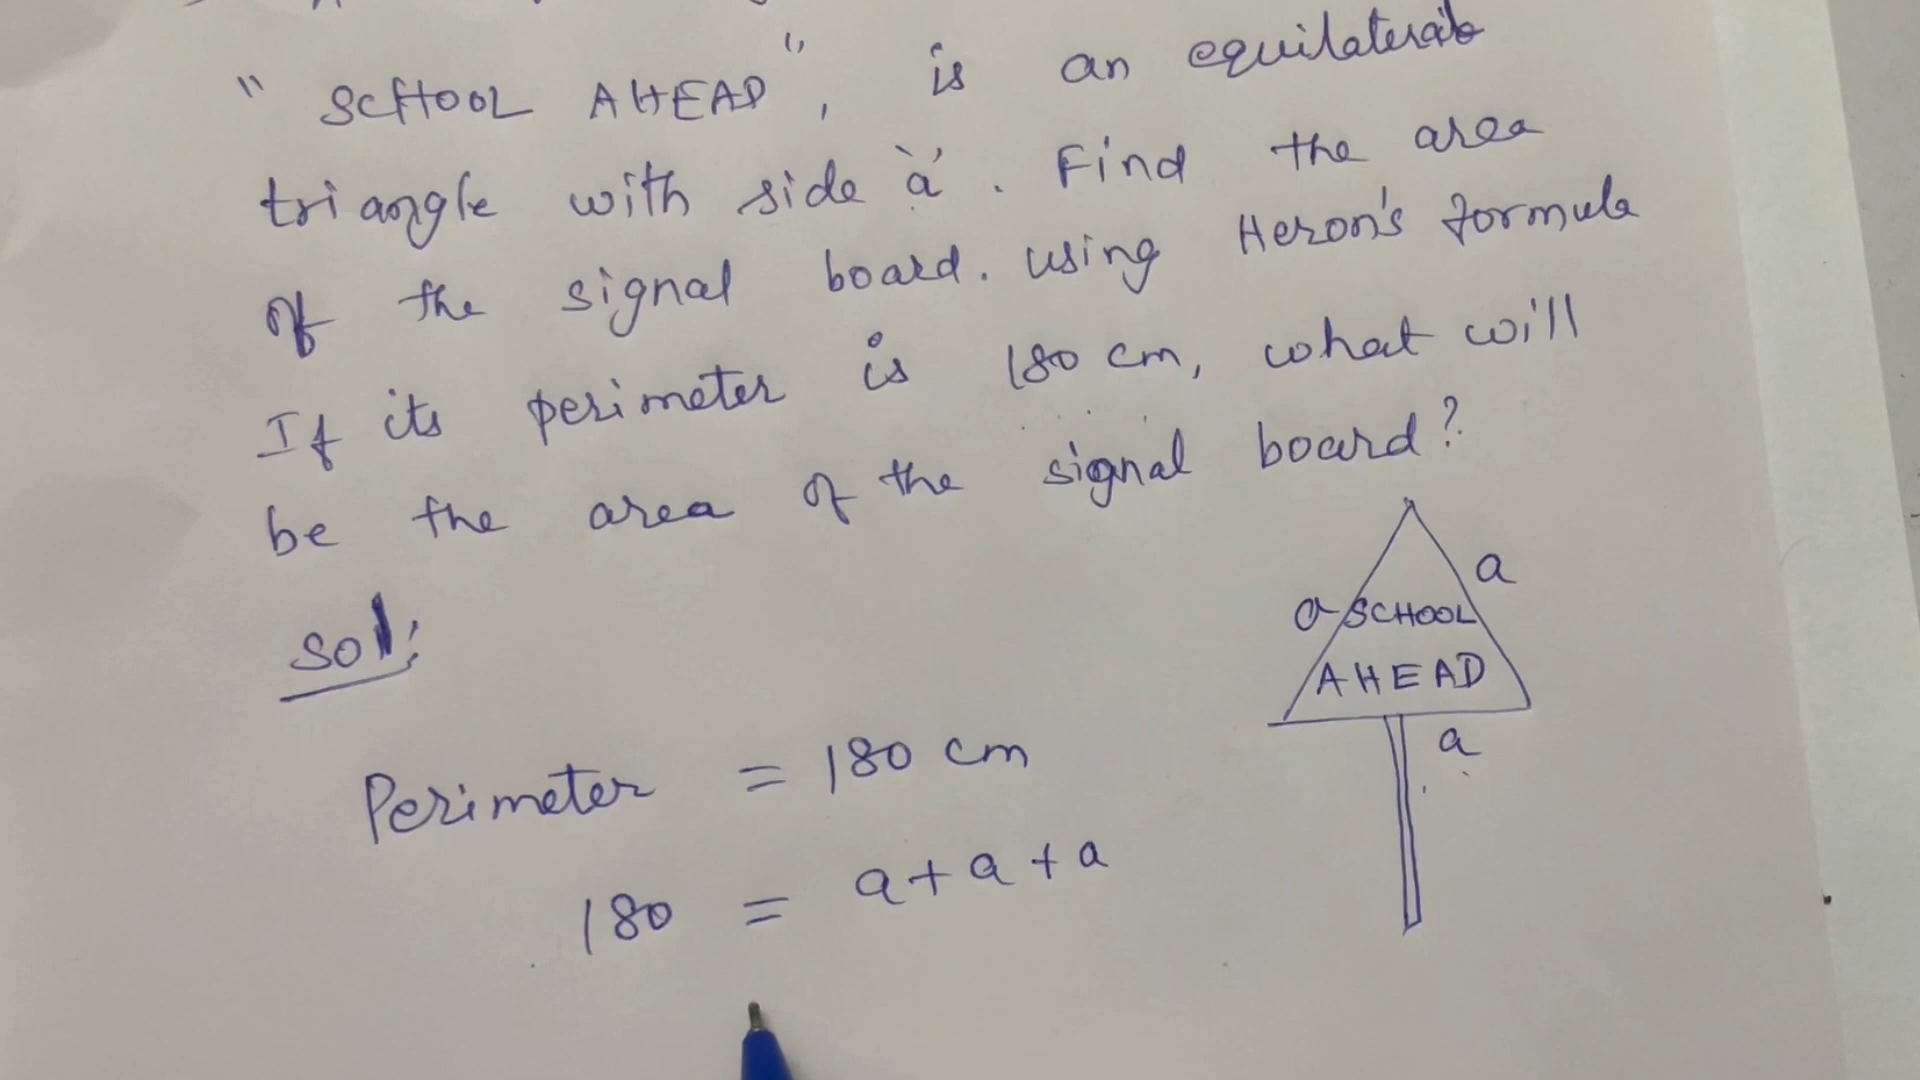 " SCHOOL AHEAD", is an equilateral
triangle with side 'a'. Find the area
of the signal board. using Heron's formula
If its perimeter is 180 cm, what will
be the area of the signal board?
Sol:
a
a SCHOOL
AHEAD
a
Perimeter = 180 cm
180 = a + a + a